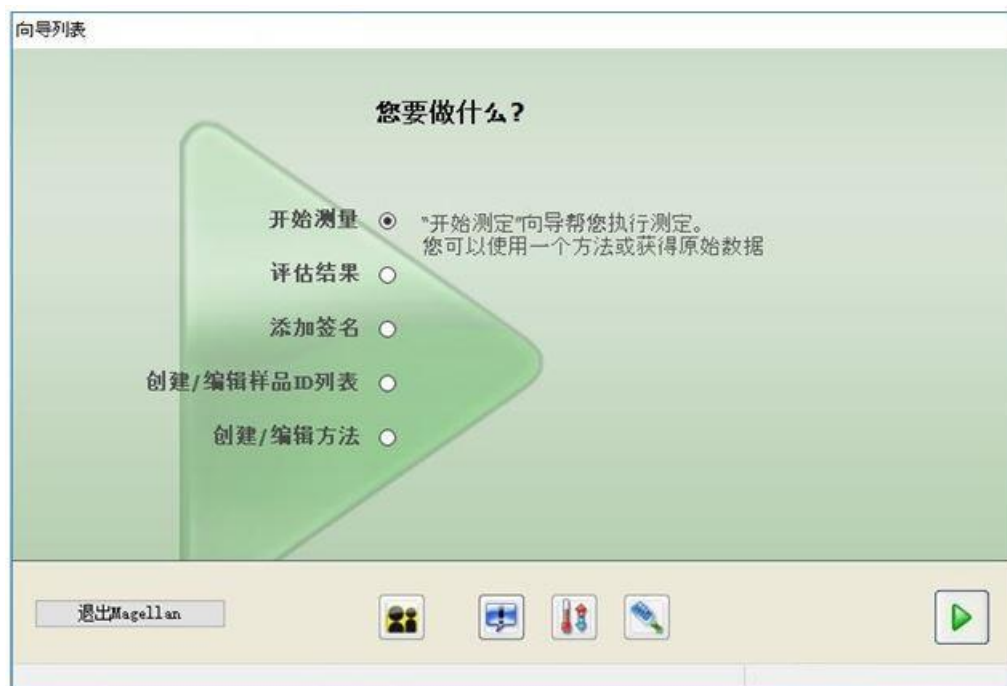 向导列表
您要做什么?
开始测量
"开始测定"向导帮您执行测定。
您可以使用一个方法或获得原始数据
评估结果
添加签名
创建/编辑样品ID列表
创建/编辑方法
退出Magellan